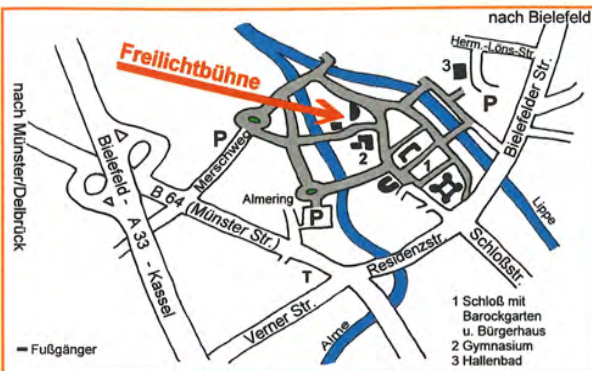 nach Bielefeld
Herm.-Löns-Str.
Freilichtbühne
3
P
Bielefelder Str.
nach Münster/Delbrück
P
Merschweg
2
1
Bielefeld - A 33 - Kassel
B 64 (Münster Str.)
Almering
P
Lippe
Residenzstr.
Schloßstr.
T
Verner Str.
Alme
1 Schloß mit
Barockgarten
u. Bürgerhaus
2 Gymnasium
3 Hallenbad
Fußgänger